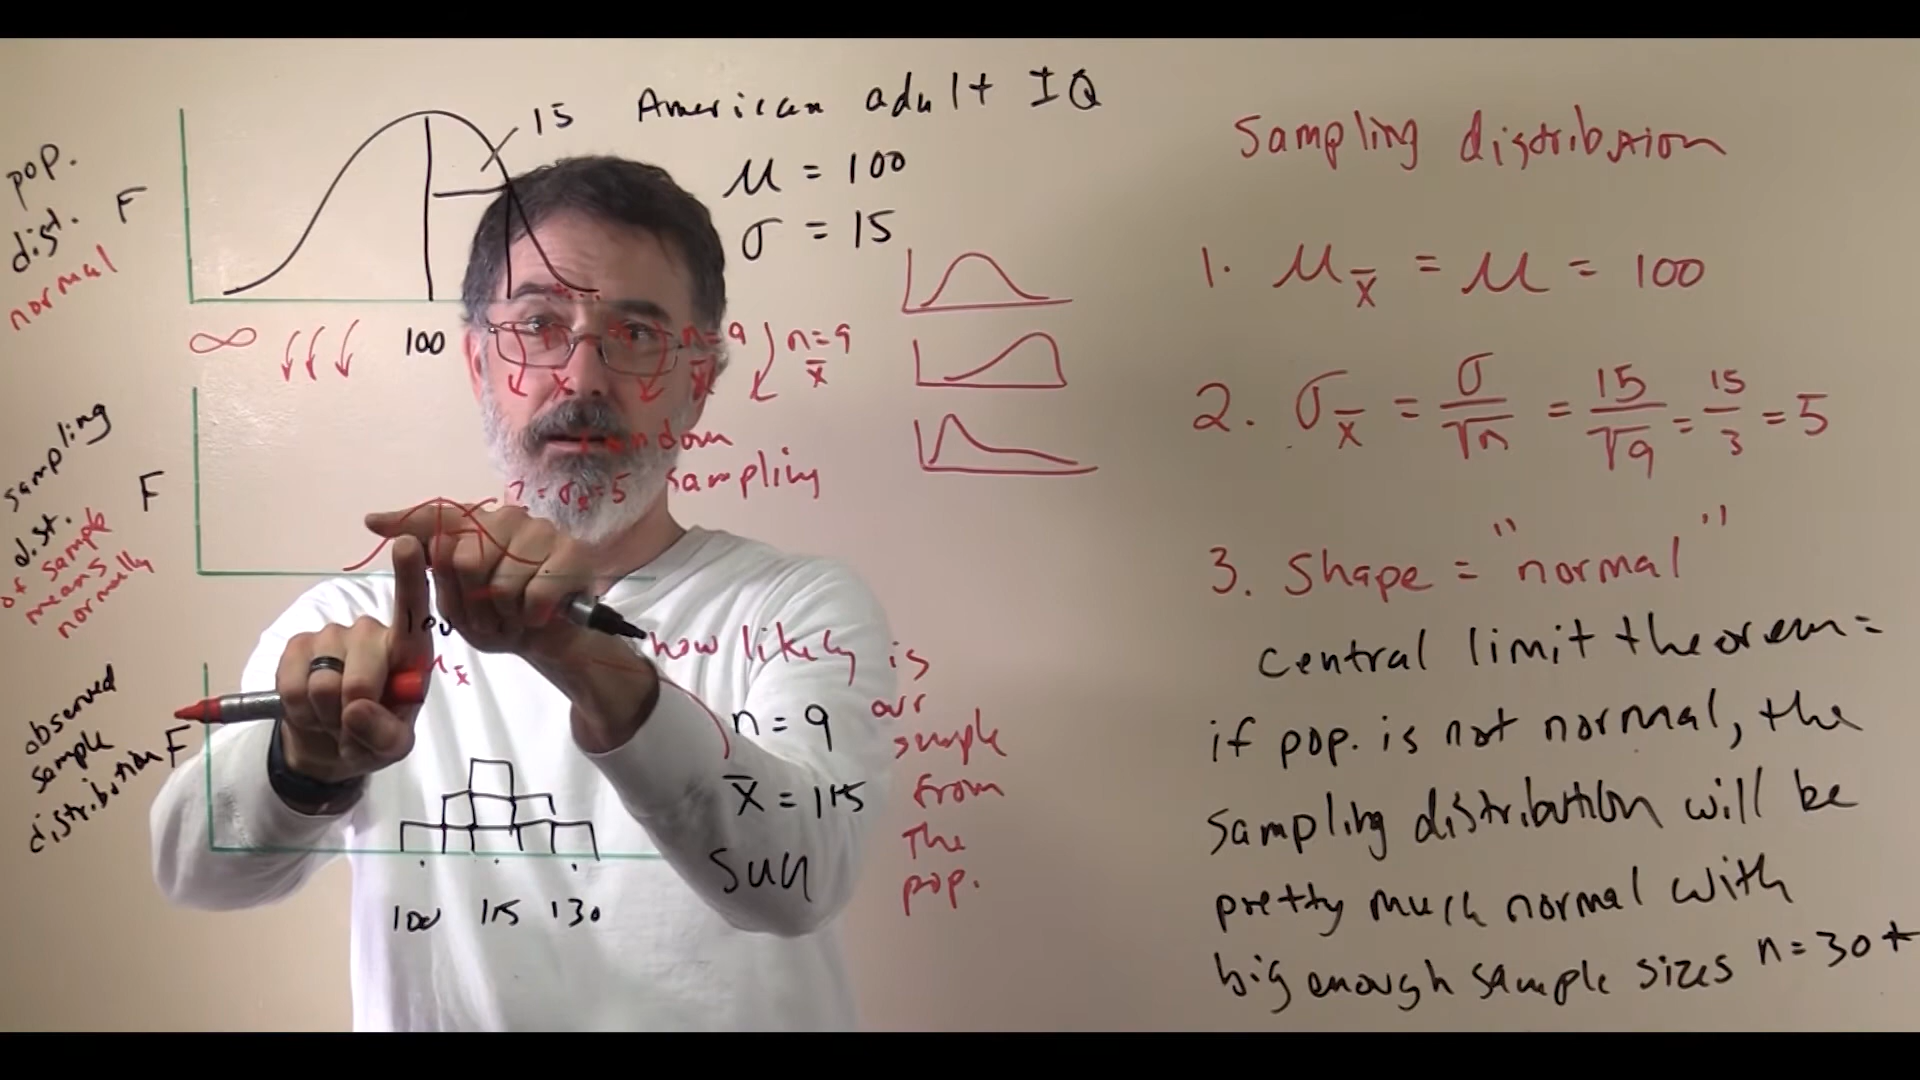 American adult IQ
15
μ = 100
σ = 15
pop.
dist.
F
normal
∞
100
n=9
x̄
n=9
x̄
sampling
dist.
F
of sample
means
normally
random
sampling
? = σx̄ = 5
observed
sample
distribution
F
how likely is
our
sample
from
the
pop.
n = 9
x̄ = 115
100 115 130
Sampling distribution
1. μx̄ = μ = 100
2. σx̄ = σ/√n = 15/√9 = 15/3 = 5
3. Shape = "normal"
central limit theorem =
if pop. is not normal, the
sampling distribution will be
pretty much normal with
big enough sample sizes n=30+